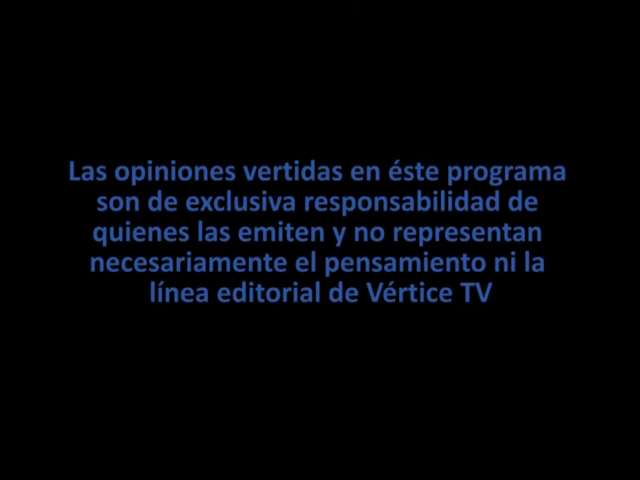 Las opiniones vertidas en éste programa
son de exclusiva responsabilidad de
quienes las emiten y no representan
necesariamente el pensamiento ni la
línea editorial de Vértice TV